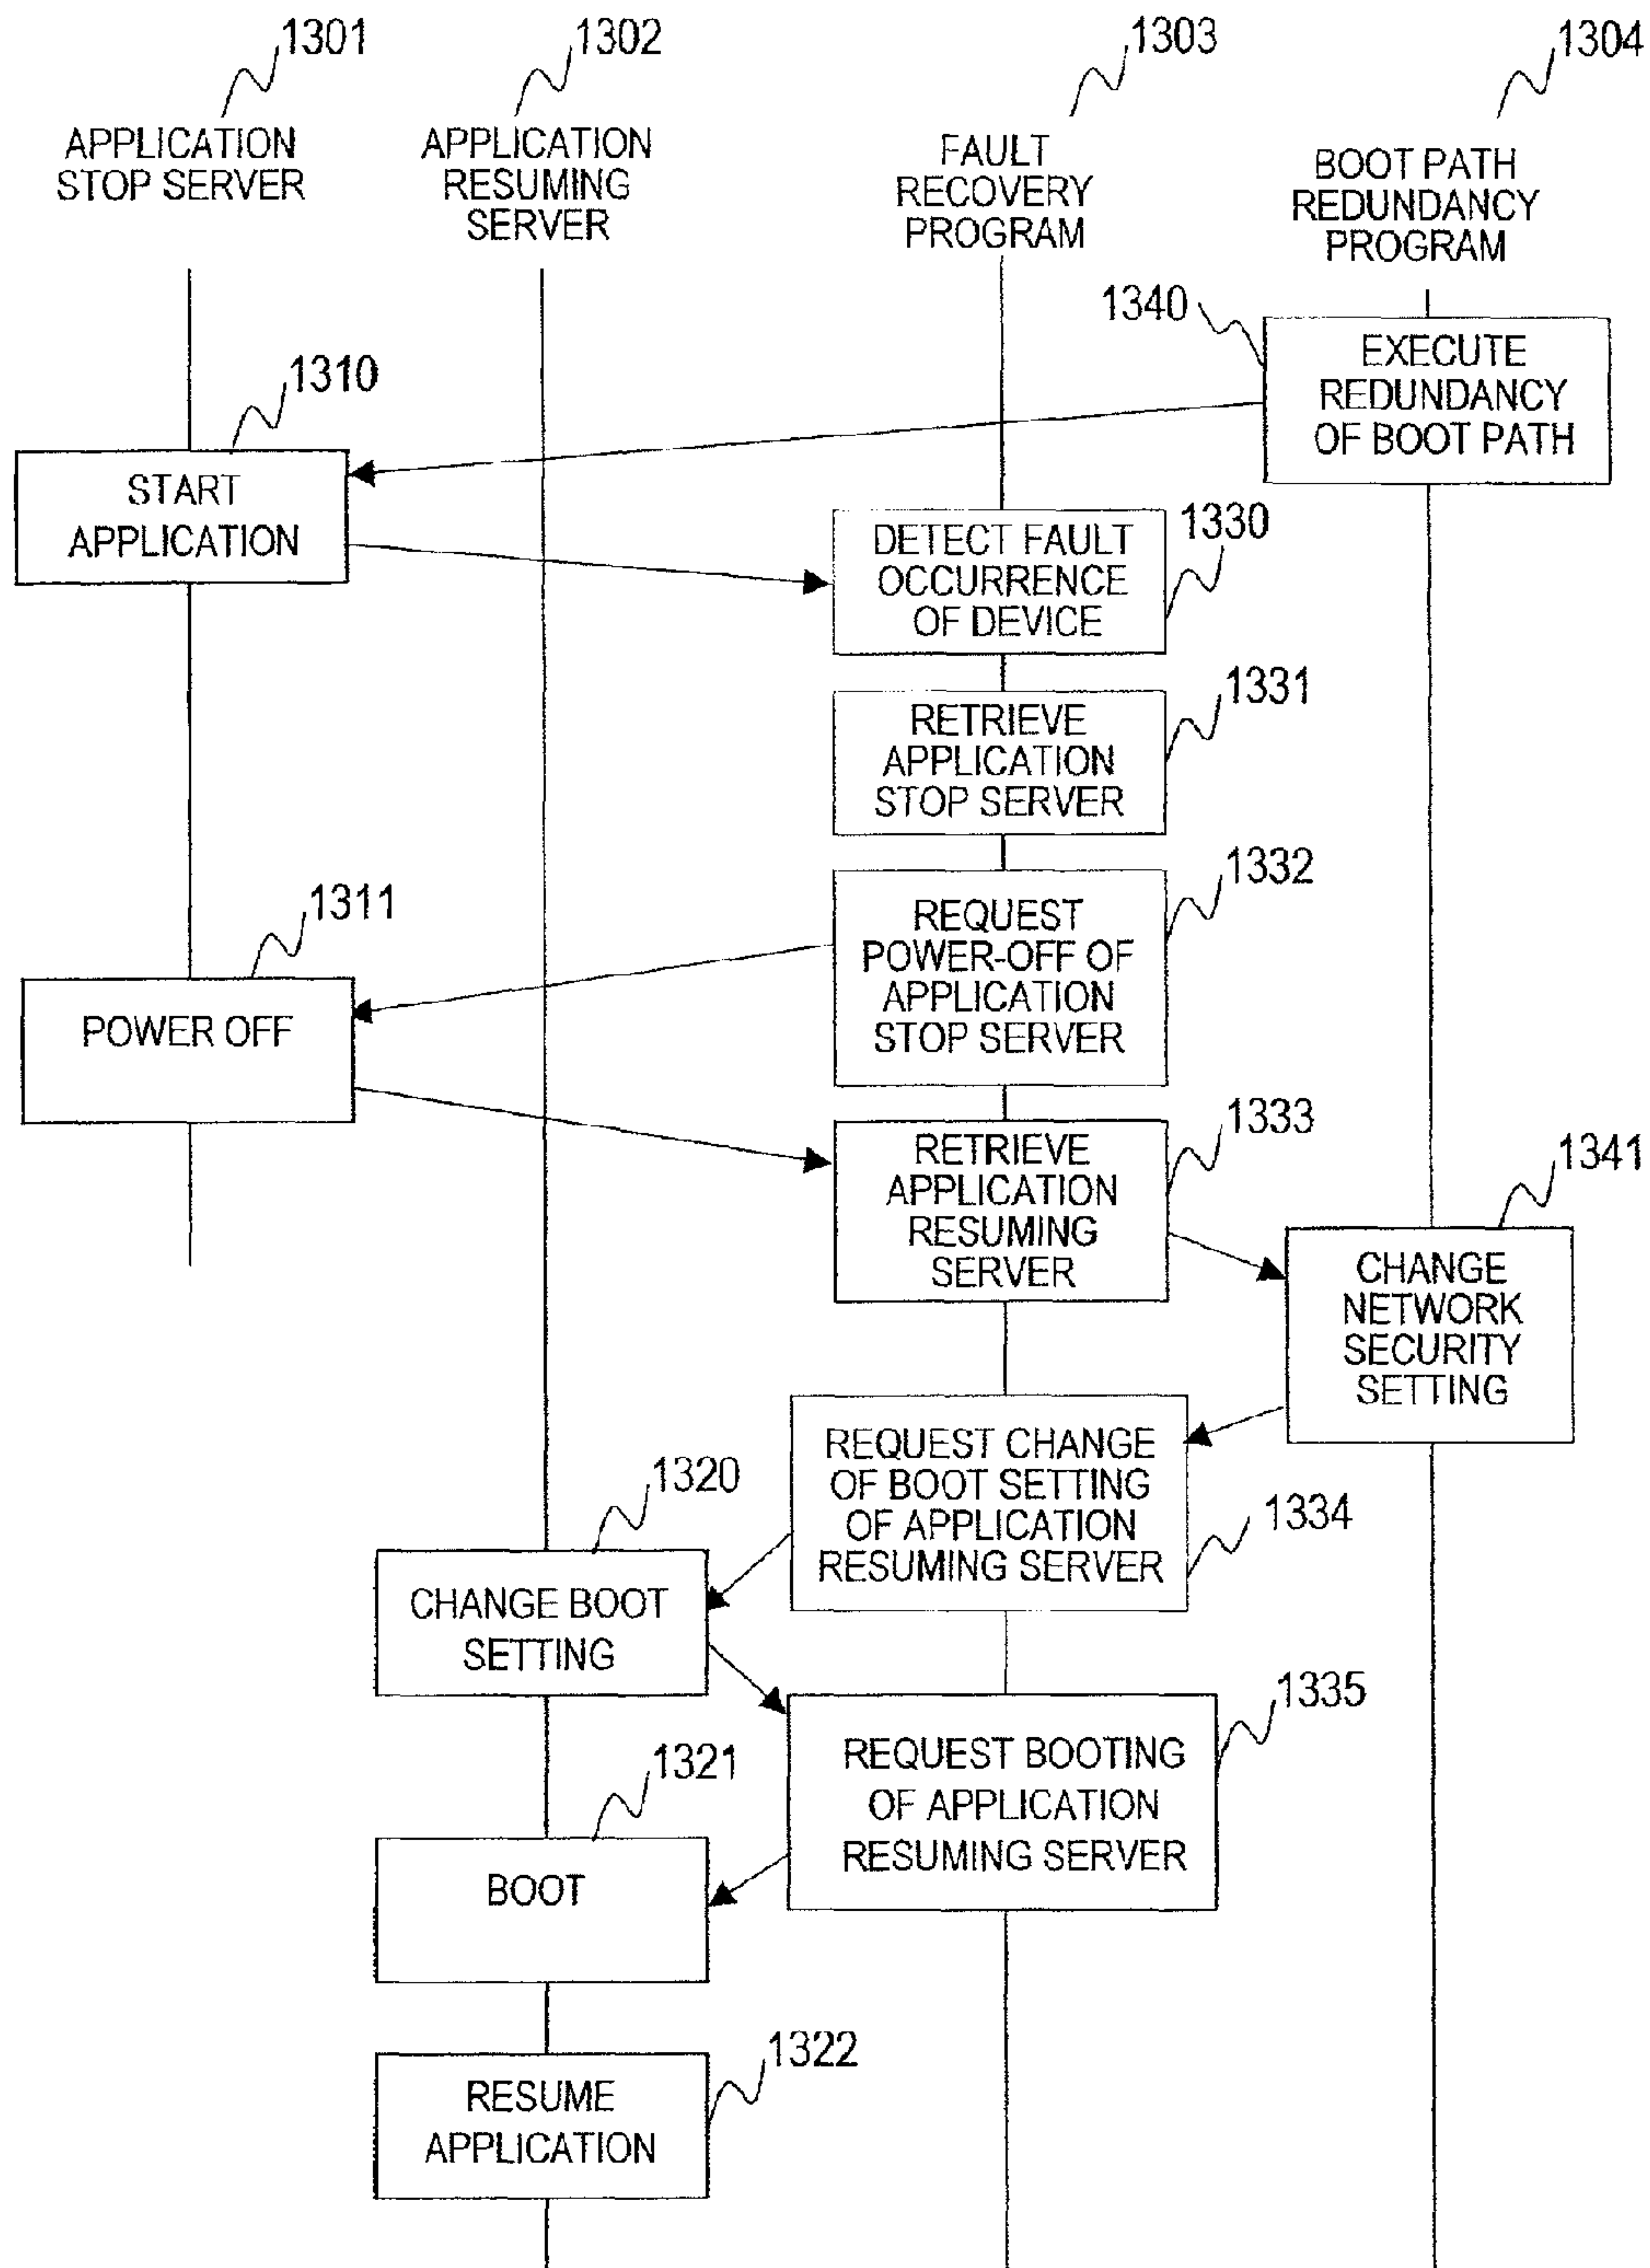 1301
1302
1303
1304
APPLICATION
STOP SERVER
APPLICATION
RESUMING
SERVER
FAULT
RECOVERY
PROGRAM
BOOT PATH
REDUNDANCY
PROGRAM
1340
EXECUTE
REDUNDANCY
OF BOOT PATH
1310
START
APPLICATION
1330
DETECT FAULT
OCCURRENCE
OF DEVICE
1331
RETRIEVE
APPLICATION
STOP SERVER
1332
REQUEST
POWER-OFF OF
APPLICATION
STOP SERVER
1311
POWER OFF
1333
RETRIEVE
APPLICATION
RESUMING
SERVER
1341
CHANGE
NETWORK
SECURITY
SETTING
REQUEST CHANGE
OF BOOT SETTING
OF APPLICATION
RESUMING SERVER
1334
1320
CHANGE BOOT
SETTING
1335
REQUEST BOOTING
OF APPLICATION
RESUMING SERVER
1321
BOOT
1322
RESUME
APPLICATION